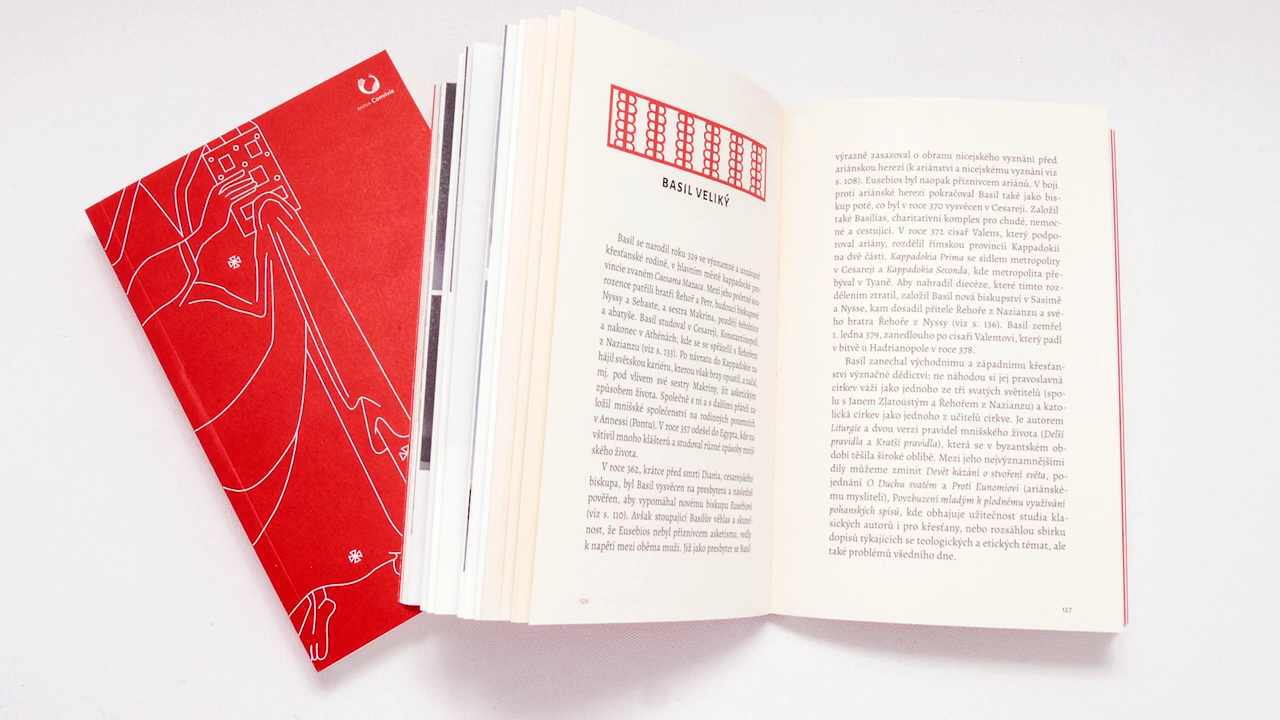 PASTOR Convivia
BASIL VELIKÝ
Basil se narodil roku 329 ve významné a uznávané
křesťanské rodině, v hlavním městě kappadocké pro-
vincie zvaném Caesarea Mazaca. Mezi jeho početné sou-
rozence patřili bratři Řehoř a Petr, budoucí biskupové
Nyssy a Sebaste, a sestra Makrina, později řeholnice
a abatyše. Basil studoval v Cesareji, Konstantinopoli,
a nakonec v Athénách, kde se spřátelil s Řehořem
z Nazianzu (viz s. 133). Po návratu do Kappadokie za-
hájil světskou kariéru, kterou však brzy opustil, a začal,
mj. pod vlivem své sestry Makriny, žít asketickým
způsobem života. Společně s ní a s dalšími přáteli za-
ložil mnišské společenství na rodinných pozemcích
v Annessi (Pontu). V roce 357 odešel do Egypta, kde na-
vštívil mnoho klášterů a studoval různé způsoby mniš-
ského života.
V roce 362, krátce před smrtí Diania, cesarejského
biskupa, byl Basil vysvěcen na presbytera a následně
pověřen, aby vypomáhal novému biskupu Eusebiovi
(viz s. 110). Avšak stoupající Basilův věhlas a skuteč-
nost, že Eusebios nebyl příznivcem asketismu, vedly
k napětí mezi oběma muži. Již jako presbyter se Basil
126
výrazně zasazoval o obranu nicejského vyznání před
ariánskou herezí (k ariánství a nicejskému vyznání viz
s. 108). Eusebios byl naopak příznivcem ariánů. V boji
proti ariánské herezi pokračoval Basil také jako bis-
kup poté, co byl v roce 370 vysvěcen v Cesareji. Založil
také Basilias, charitativní komplex pro chudé, nemoc-
né a cestující. V roce 372 císař Valens, který podpo-
roval ariány, rozdělil římskou provincii Kappadokii
na dvě části, Kappadokia Prima se sídlem metropolity
v Cesareji a Kappadokia Seconda, kde metropolita pře-
býval v Tyaně. Aby nahradil diecéze, které tímto roz-
dělením ztratil, založil Basil nová biskupství v Sasimě
a Nysse, kam dosadil přítele Řehoře z Nazianzu a své-
ho bratra Řehoře z Nyssy (viz s. 136). Basil zemřel
1. ledna 379, zanedlouho po císaři Valentovi, který padl
v bitvě u Hadrianopole v roce 378.
Basil zanechal východnímu a západnímu křesťan-
ství význačné dědictví: ne náhodou si jej pravoslavná
církev váží jako jednoho ze tří svatých světitelů (spo-
lu s Janem Zlatoústým a Řehořem z Nazianzu) a kato-
lická církev jako jednoho z učitelů církve. Je autorem
Liturgie a dvou verzí pravidel mnišského života (Delší
pravidla a Kratší pravidla), která se v byzantském ob-
dobí těšila široké oblibě. Mezi jeho nejvýznamnějšími
díly můžeme zmínit Devět kázání o stvoření světa, po-
jednání O Duchu svatém a Proti Eunomiovi (ariánské-
mu mysliteli), Povzbuzení mladým k plodnému využívání
pohanských spisů, kde obhajuje užitečnost studia kla-
sických autorů i pro křesťany, nebo rozsáhlou sbírku
dopisů týkajících se teologických a etických témat, ale
také problémů všedního dne.
127